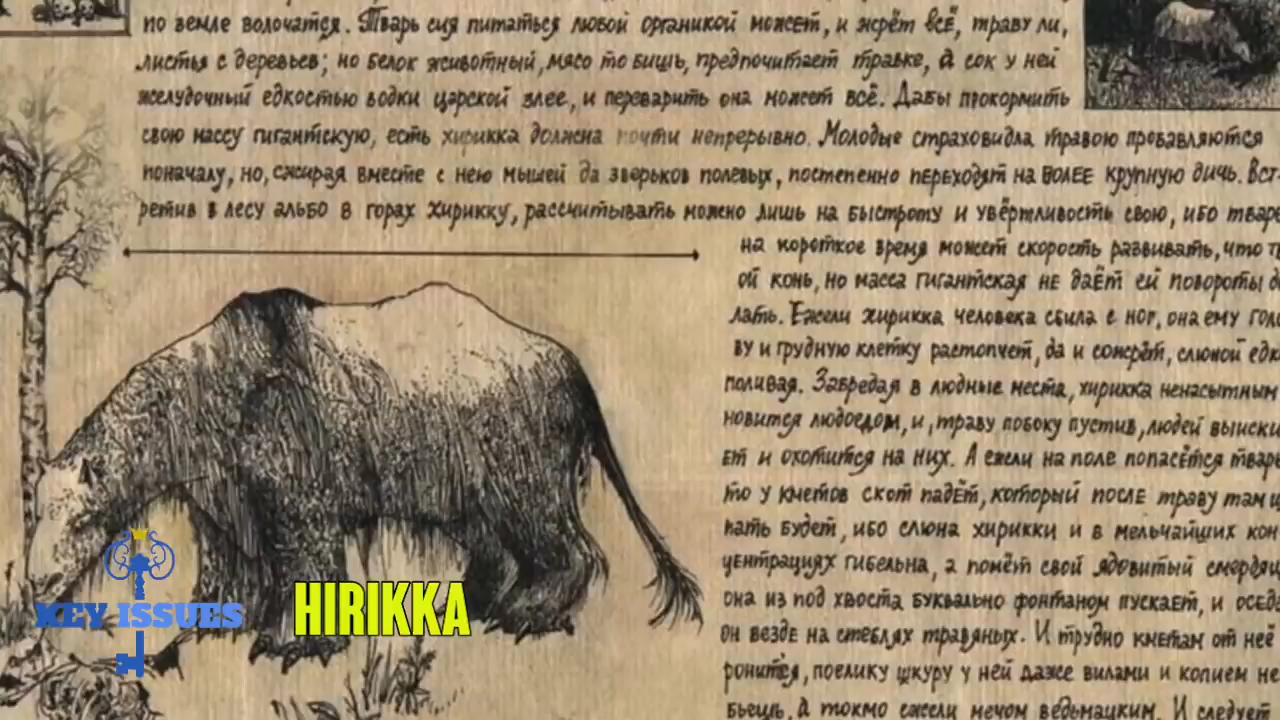 по земле волочатся. Тварь сия питаться любой органикой может, и жрёт всё, траву ли,
листья с деревьев; но белок животный, мясо то бишь, предпочитает травке, а сок у ней
желудочный едкостью водки царской злее, и переварить она может всё. Дабы прокормить
свою массу гигантскую, есть хирикка должна почти непрерывно. Молодые страховидла травою пробавляются
поначалу, но, сжирая вместе с нею мышей да зверьков полевых, постепенно переходят на более крупную дичь. Вст-
ретив в лесу альбо в горах хирикку, рассчитывать можно лишь на быстроту и увёртливость свою, ибо тварь
на короткое время может скорость развивать, что т
ой конь, но масса гигантская не даёт ей повороты д
лать. Ежели хирикка человека сбила с ног, она ему голо
ву и грудную клетку растопчет, да и сожрёт, слюной едк
поливая. Забредая в людные места, хирикка ненасытным
новится людоедом, и, траву побоку пустив, людей выиски
ет и охотится на них. А ежели на поле попасётся тварь
то у кметов скот падёт, который после траву там щ
пать будет, ибо слюна хирикки и в мельчайших кон
центрациях гибельна, а помёт свой ядовитый смердящ
она из под хвоста буквально фонтаном пускает, и оседа
он везде на стеблях травяных. И трудно кметам от неё
ронится, поелику шкуру у ней даже вилами и копием не
бьешь, а токмо ежели мечом ведьмацким. И следует
HIRIKKA
KEY ISSUES